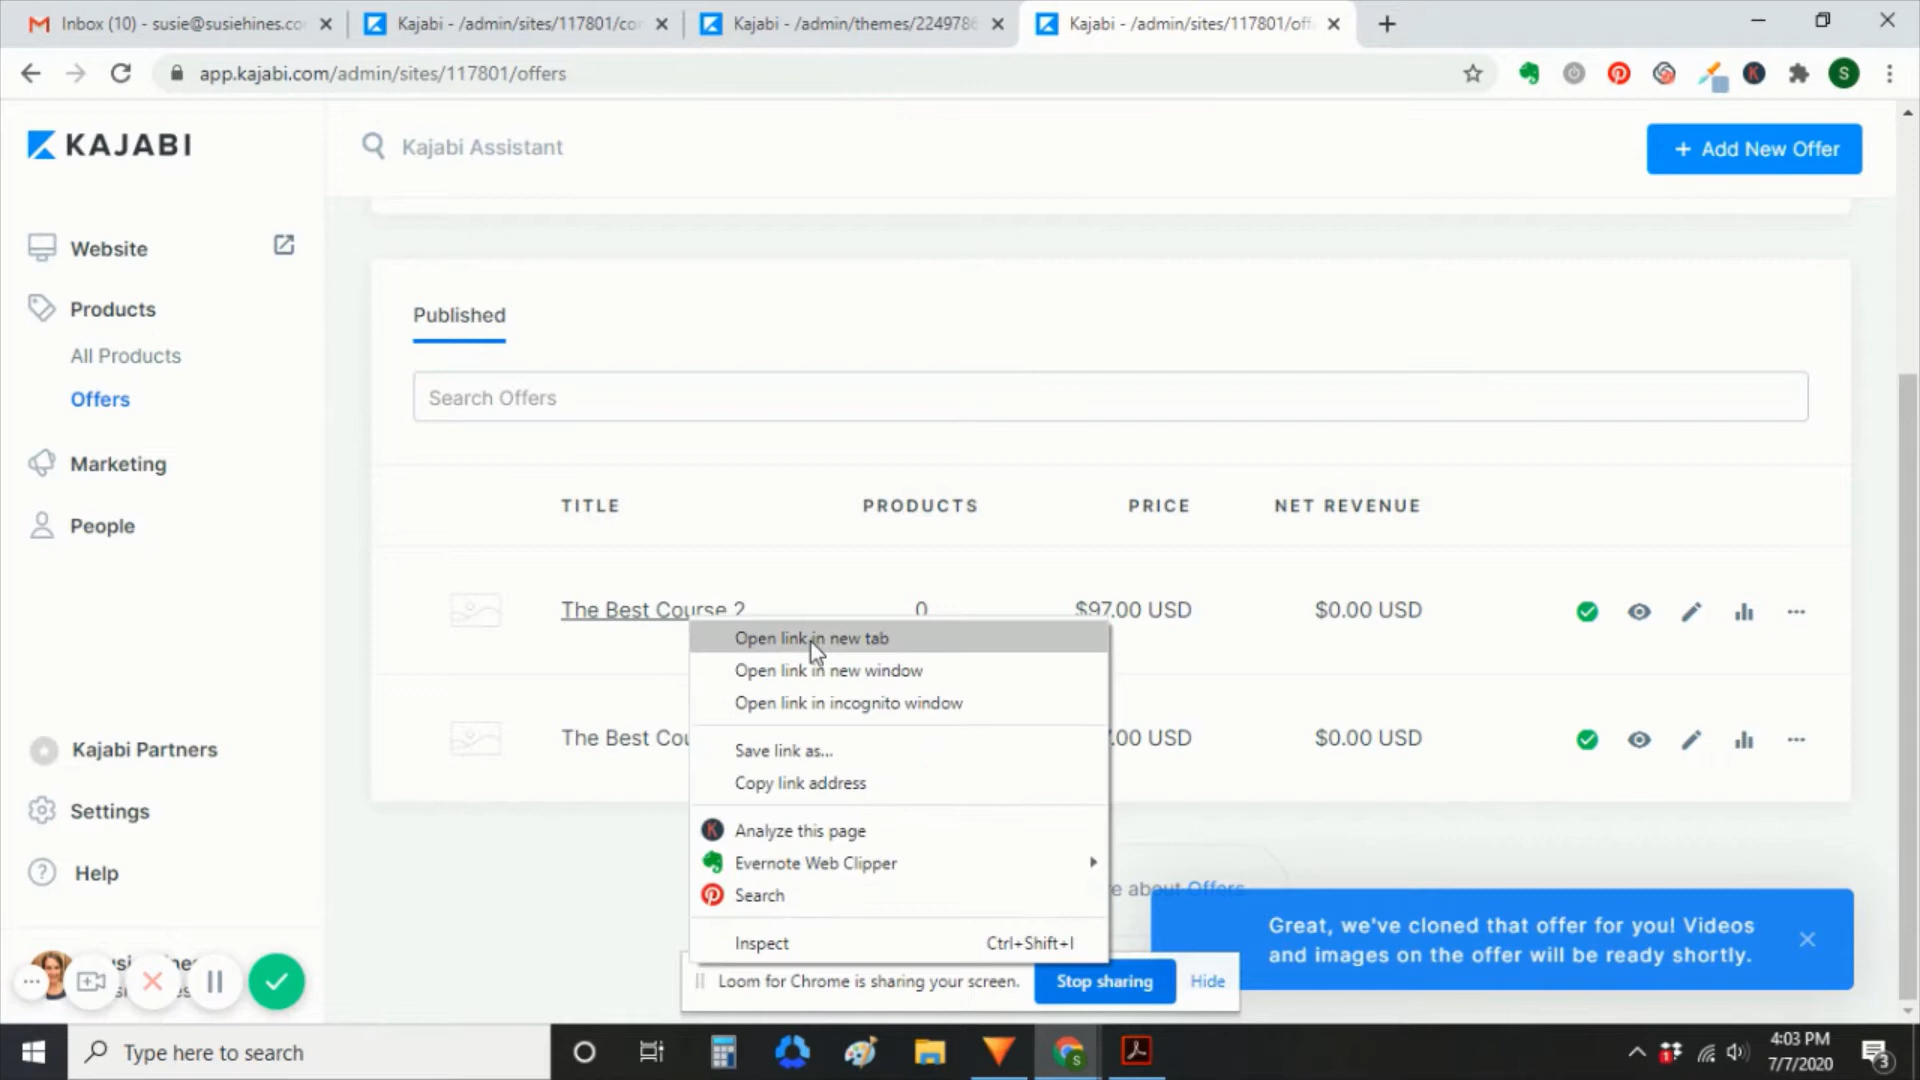 Inbox (10) - susie@susiehines.co
Kajabi - /admin/sites/117801/co
Kajabi - /admin/themes/2249786
Kajabi - /admin/sites/117801/off
app.kajabi.com/admin/sites/117801/offers
S
KAJABI
Kajabi Assistant
+ Add New Offer
Website
Products
All Products
Offers
Marketing
People
Kajabi Partners
Settings
Help
Published
Search Offers
TITLE PRODUCTS PRICE NET REVENUE
The Best Course 2 0 $97.00 USD $0.00 USD
The Best Cou .00 USD $0.00 USD
Open link in new tab
Open link in new window
Open link in incognito window
Save link as...
Copy link address
Analyze this page
Evernote Web Clipper
Search
Inspect Ctrl+Shift+I
e about Offers
Great, we've cloned that offer for you! Videos
and images on the offer will be ready shortly.
Loom for Chrome is sharing your screen. Stop sharing Hide
Type here to search
4:03 PM
7/7/2020
3